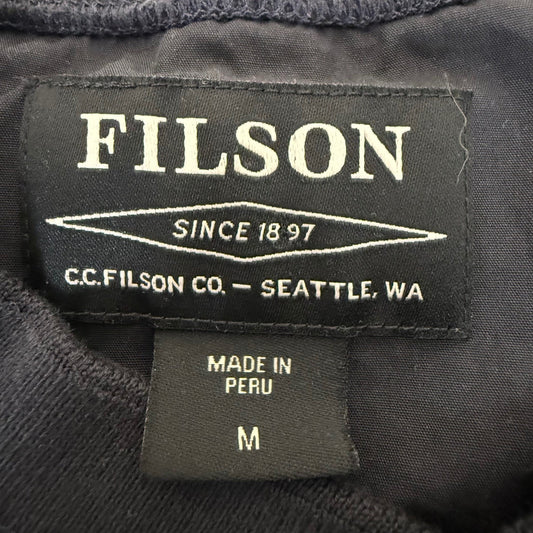 FILSON
SINCE 1897
C.C.FILSON CO. — SEATTLE, WA
MADE IN
PERU
M